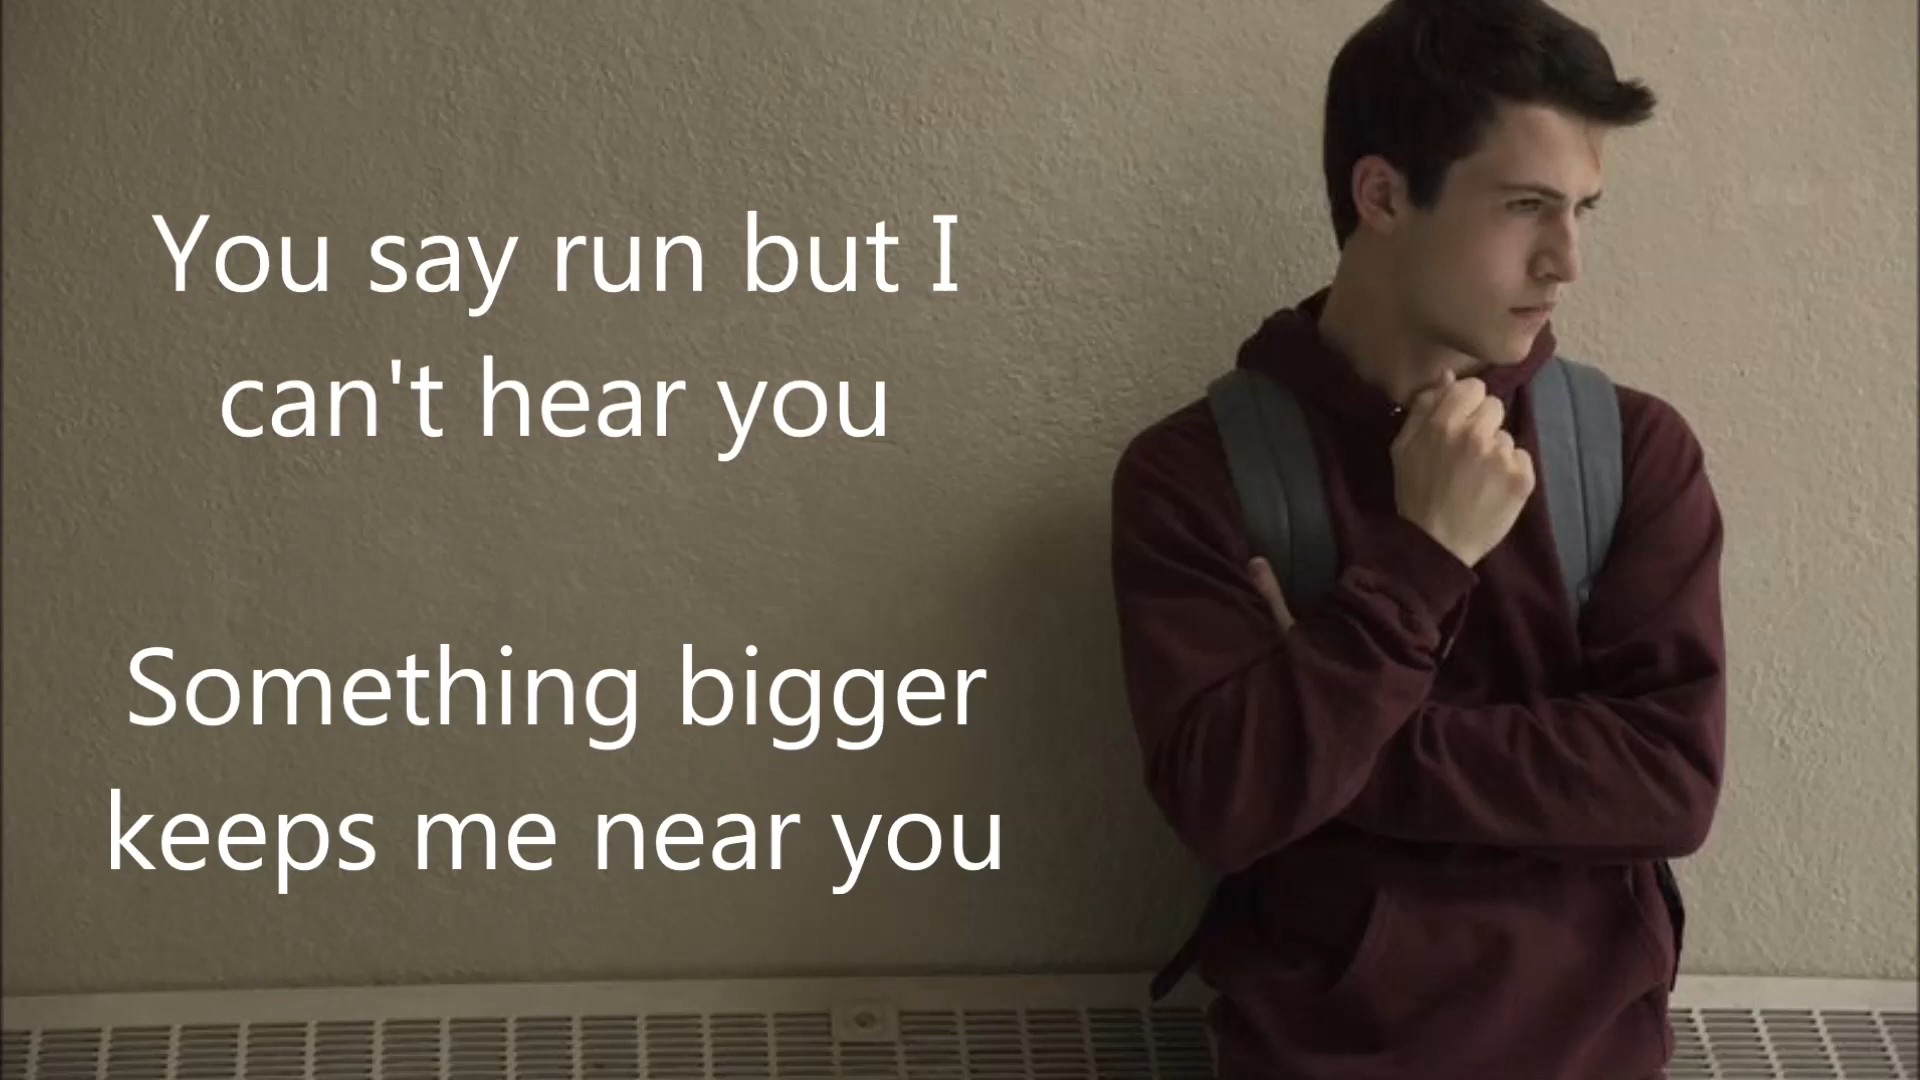 You say run but I
can't hear you
Something bigger
keeps me near you